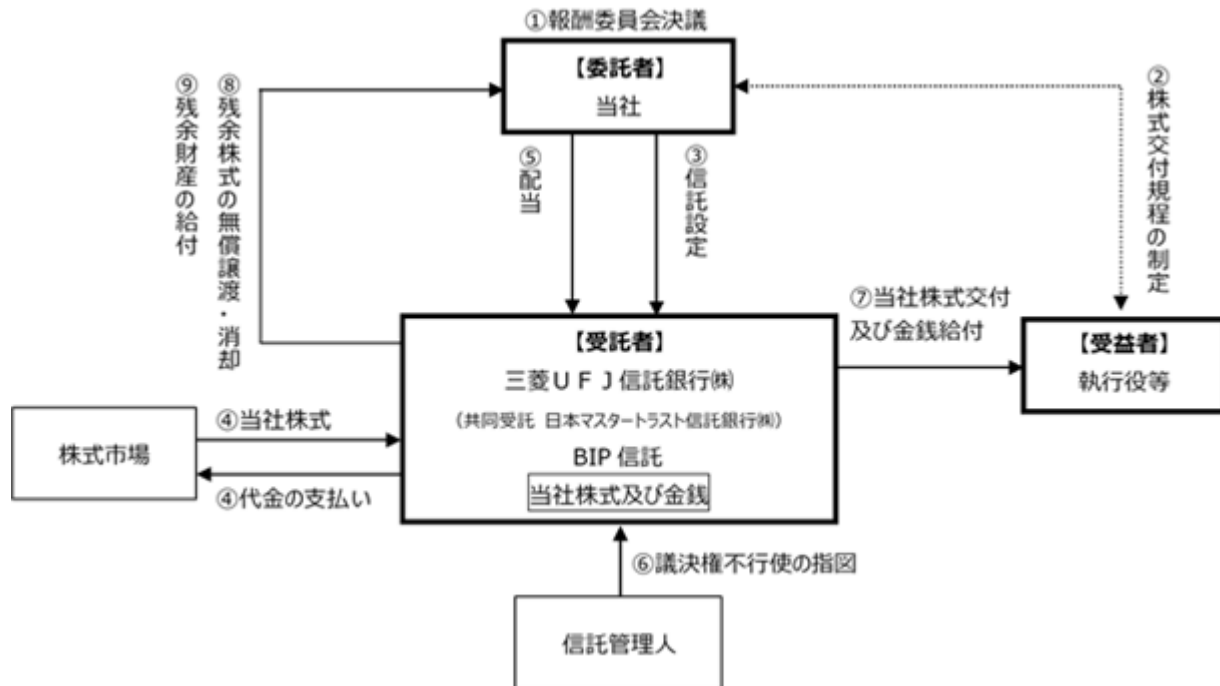 ①報酬委員会決議
【委託者】
当社
⑨残余財産の給付
⑧残余株式の無償譲渡・消却
⑤配当
③信託設定
②株式交付規程の制定
⑦当社株式交付
及び金銭給付
【受託者】
三菱ＵＦＪ信託銀行㈱
（共同受託 日本マスタートラスト信託銀行㈱）
BIP 信託
当社株式及び金銭
【受益者】
執行役等
株式市場
④当社株式
④代金の支払い
⑥議決権不行使の指図
信託管理人